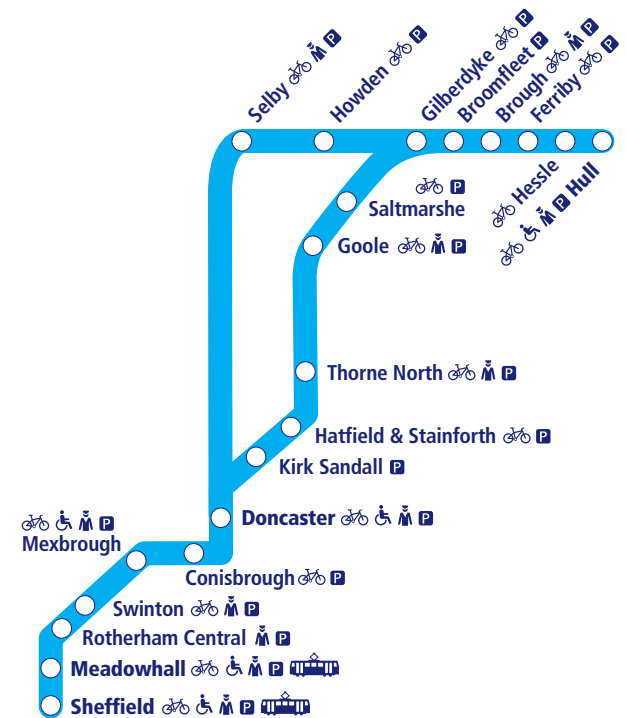 Selby
Howden
Gilberdyke
Broomfleet
Brough
Ferriby
Hessle
Hull
Saltmarshe
Goole
Thorne North
Hatfield & Stainforth
Kirk Sandall
Doncaster
Mexbrough
Conisbrough
Swinton
Rotherham Central
Meadowhall
Sheffield